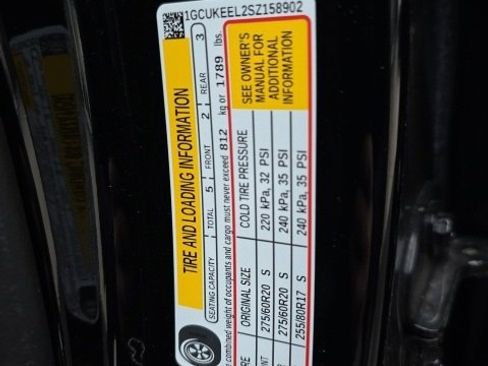 1GCUKEEL2SZ158902
TIRE AND LOADING INFORMATION
SEATING CAPACITY TOTAL 5 FRONT 2 REAR 3
combined weight of occupants and cargo must never exceed 812 kg or 1789 lbs.
ORIGINAL SIZE COLD TIRE PRESSURE
275/60R20 S 220 kPa, 32 PSI
275/60R20 S 240 kPa, 35 PSI
255/80R17 S 240 kPa, 35 PSI
SEE OWNER'S
MANUAL FOR
ADDITIONAL
INFORMATION